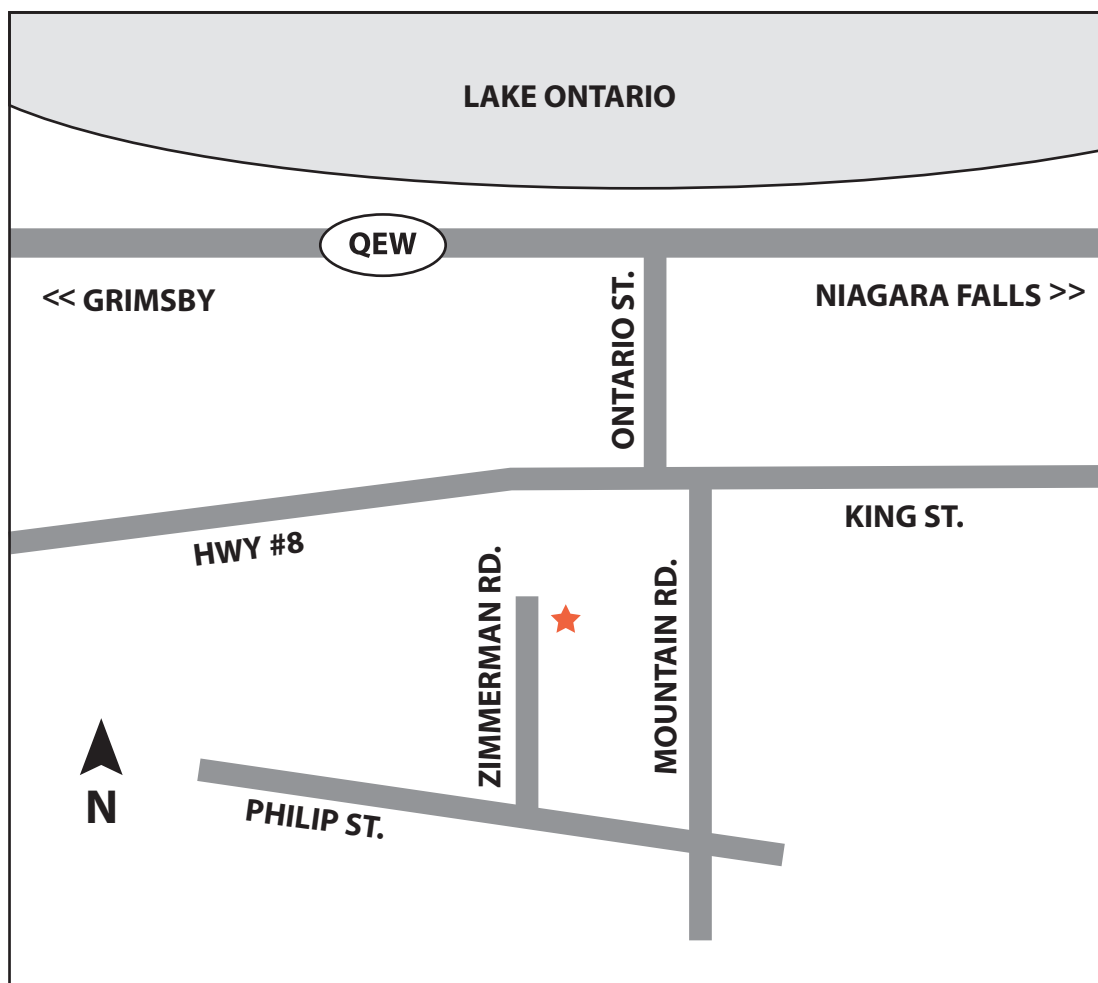 LAKE ONTARIO
QEW
<< GRIMSBY
NIAGARA FALLS >>
ONTARIO ST.
KING ST.
HWY #8
ZIMMERMAN RD.
MOUNTAIN RD.
N
PHILIP ST.